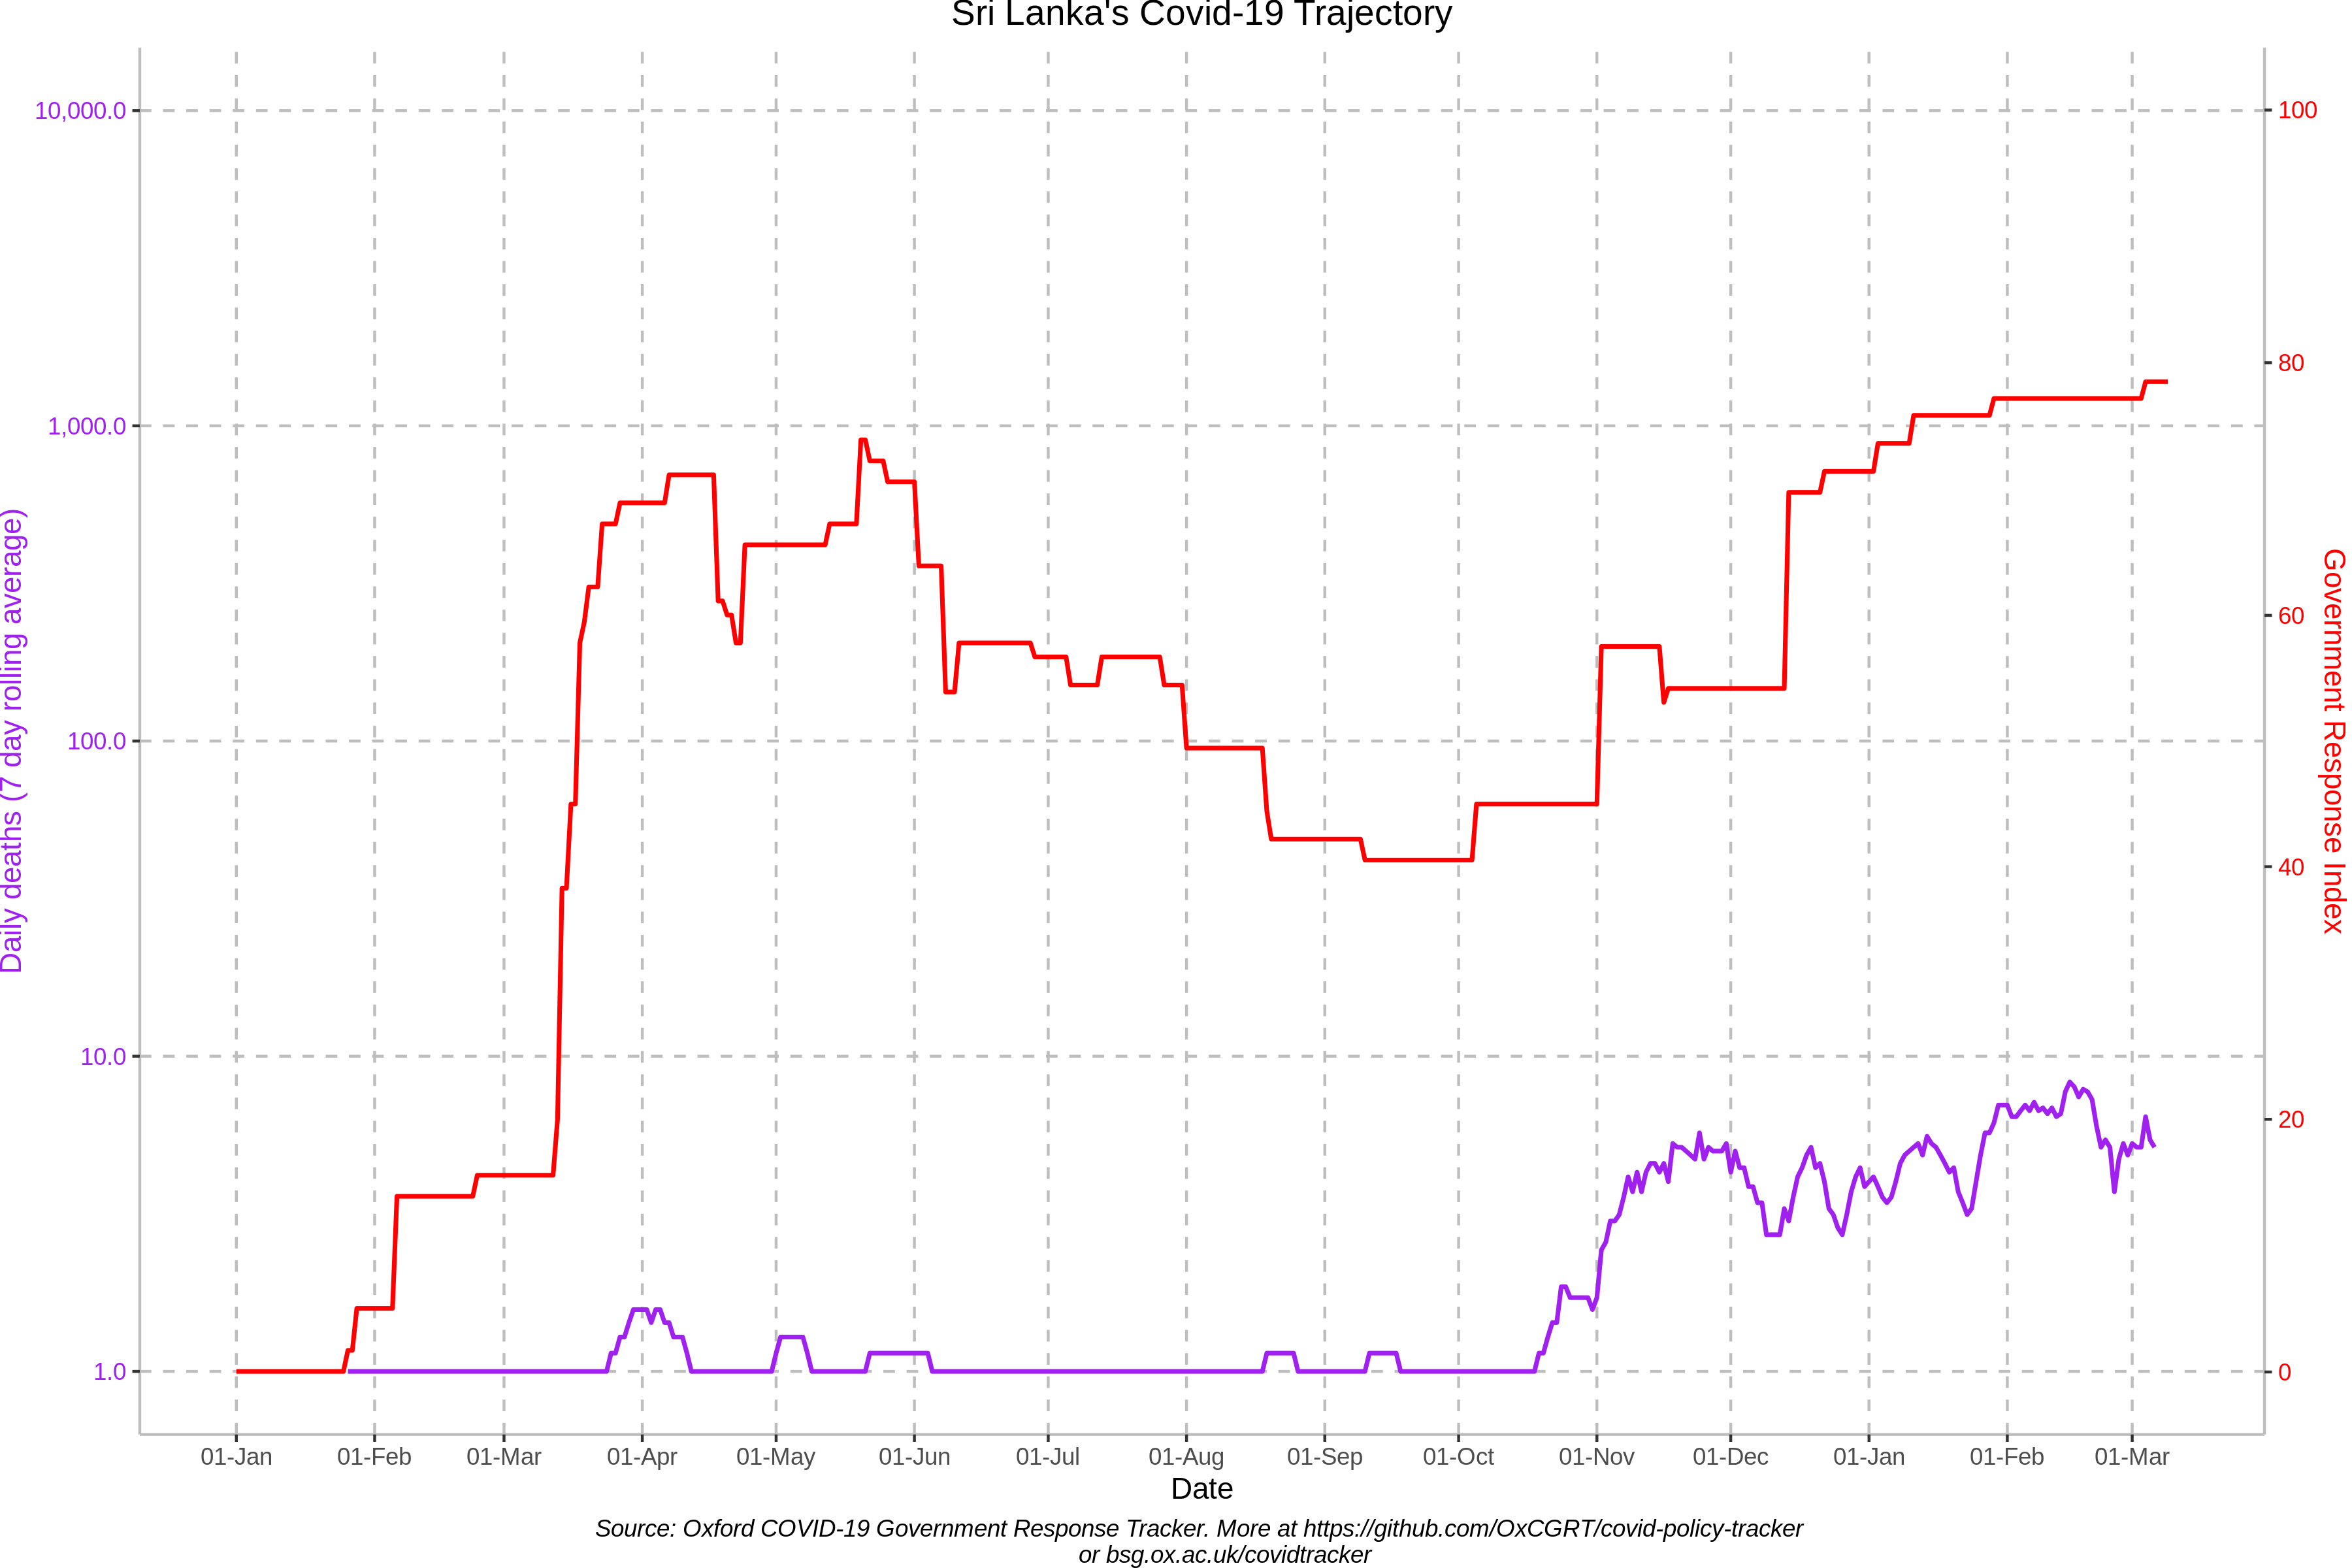 Sri Lanka's Covid-19 Trajectory
10,000.0
1,000.0
100.0
10.0
1.0
Daily deaths (7 day rolling average)
100
80
60
40
20
0
Government Response Index
01-Jan 01-Feb 01-Mar 01-Apr 01-May 01-Jun 01-Jul 01-Aug 01-Sep 01-Oct 01-Nov 01-Dec 01-Jan 01-Feb 01-Mar
Date
Source: Oxford COVID-19 Government Response Tracker. More at https://github.com/OxCGRT/covid-policy-tracker
or bsg.ox.ac.uk/covidtracker